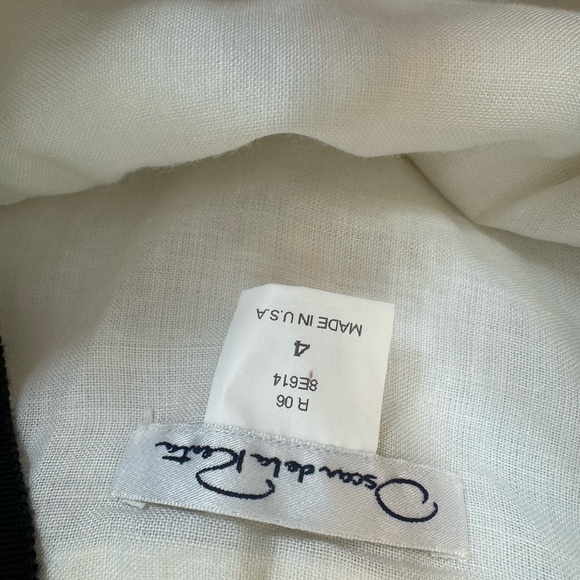 Oscar de la Renta
R 06
8E614
4
MADE IN U.S.A